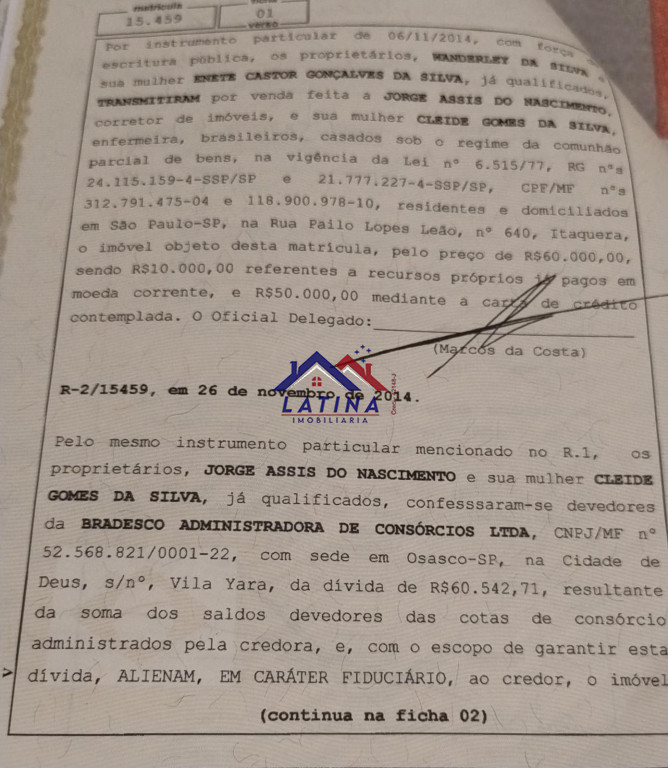 matrícula
15.459
ficha
01
verso
Por instrumento particular de 06/11/2014, com força
escritura pública, os proprietários, WANDERLEY DA SILVA e
sua mulher ENETE CASTOR GONÇALVES DA SILVA, já qualificados,
TRANSMITIRAM por venda feita a JORGE ASSIS DO NASCIMENTO,
corretor de imóveis, e sua mulher CLEIDE GOMES DA SILVA,
enfermeira, brasileiros, casados sob o regime da comunhão
parcial de bens, na vigência da Lei nº 6.515/77, RG nºs
24.115.159-4-SSP/SP e 21.777.227-4-SSP/SP, CPF/MF nºs
312.791.475-04 e 118.900.978-10, residentes e domiciliados
em São Paulo-SP, na Rua Pailo Lopes Leão, nº 640, Itaquera,
o imóvel objeto desta matrícula, pelo preço de R$60.000,00,
sendo R$10.000,00 referentes a recursos próprios já pagos em
moeda corrente, e R$50.000,00 mediante a carta de crédito
contemplada. O Oficial Delegado:
(Marcos da Costa)
LATINA
IMOBILIARIA
R-2/15459, em 26 de novembro de 2014.
Pelo mesmo instrumento particular mencionado no R.1, os
proprietários, JORGE ASSIS DO NASCIMENTO e sua mulher CLEIDE
GOMES DA SILVA, já qualificados, confesssaram-se devedores
da BRADESCO ADMINISTRADORA DE CONSÓRCIOS LTDA, CNPJ/MF nº
52.568.821/0001-22, com sede em Osasco-SP, na Cidade de
Deus, s/nº, Vila Yara, da dívida de R$60.542,71, resultante
da soma dos saldos devedores das cotas de consórcio
administrados pela credora, e, com o escopo de garantir esta
dívida, ALIENAM, EM CARÁTER FIDUCIÁRIO, ao credor, o imóvel
(continua na ficha 02)